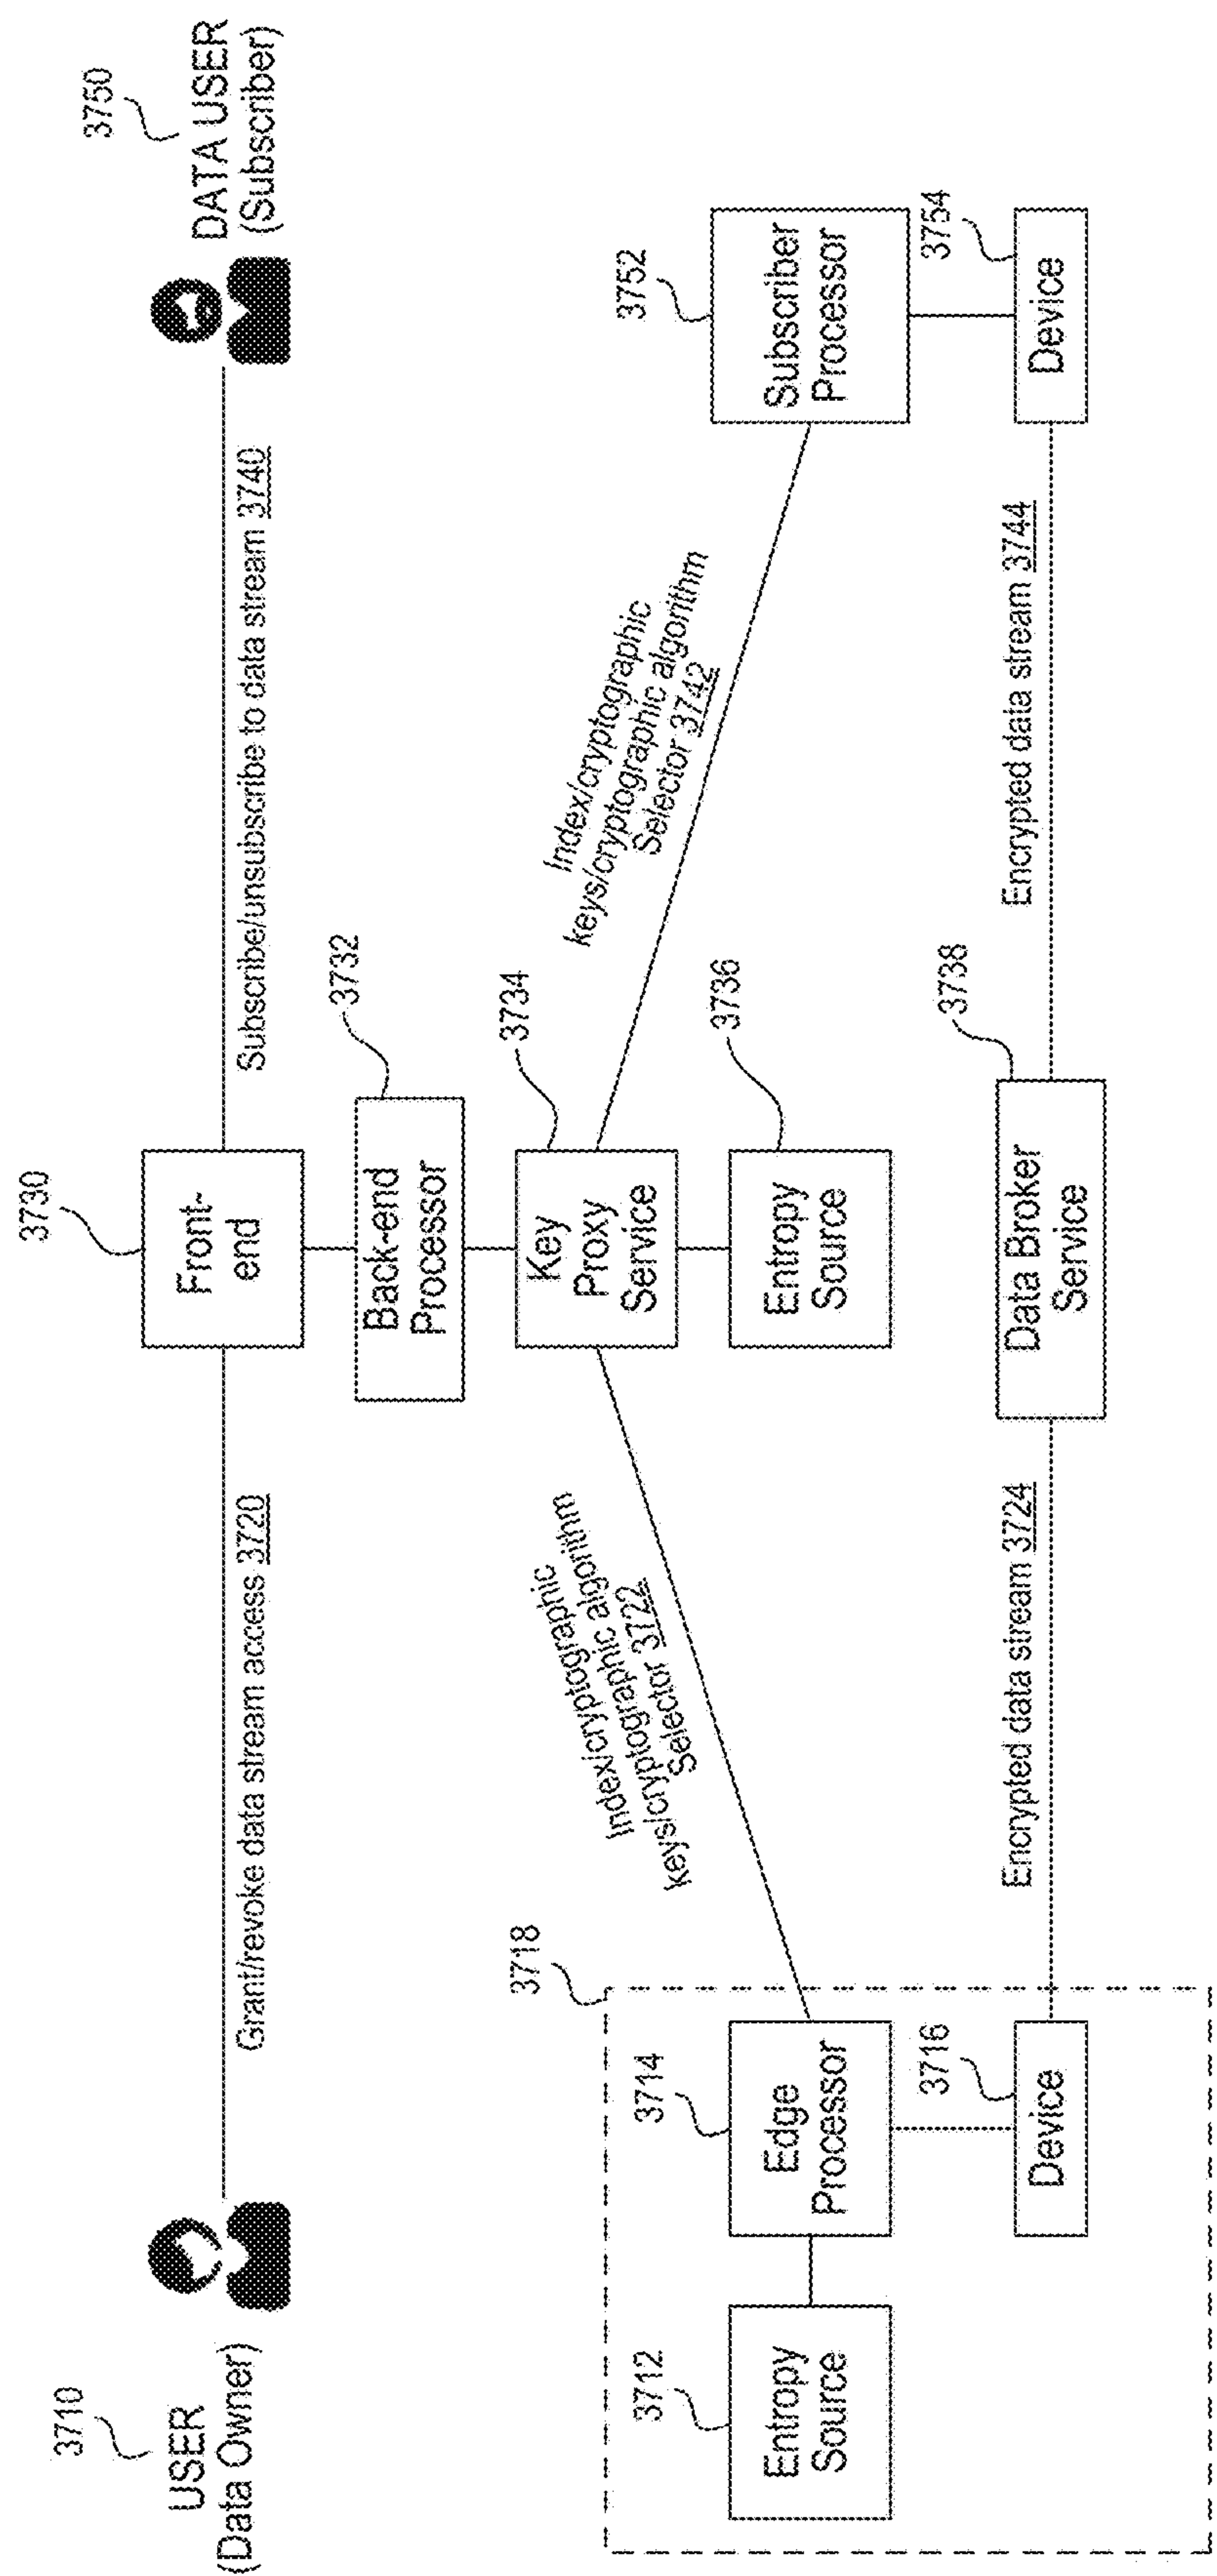 3710
USER
(Data Owner)
Grant/revoke data stream access 3720
3730
Front-
end
Subscribe/unsubscribe to data stream 3740
3750
DATA USER
(Subscriber)
3732
Back-end
Processor
3734
Key
Proxy
Service
3736
Entropy
Source
Index/cryptographic
keys/cryptographic algorithm
Selector 3722
Index/cryptographic
keys/cryptographic algorithm
Selector 3742
3718
3712
Entropy
Source
3714
Edge
Processor
3716
Device
Encrypted data stream 3724
3738
Data Broker
Service
Encrypted data stream 3744
3752
Subscriber
Processor
3754
Device